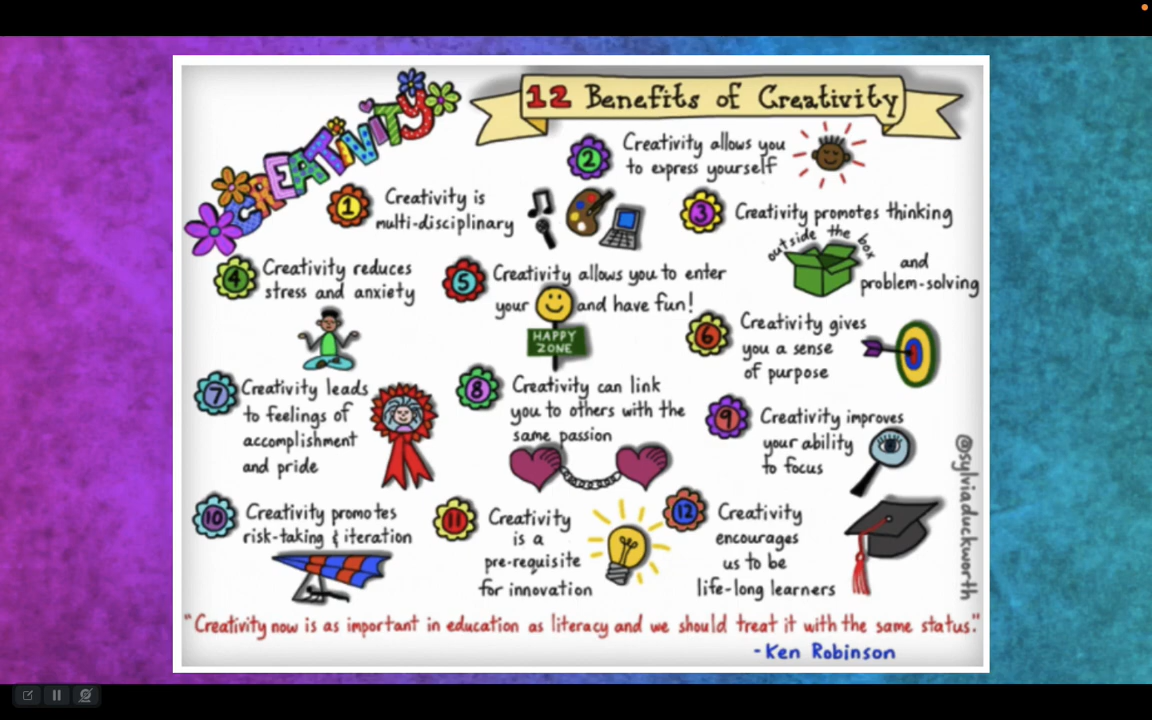 CREATIVITY
12 Benefits of Creativity
1
Creativity is
multi-disciplinary
2
Creativity allows you
to express yourself
3
Creativity promotes thinking
outside the box
and
problem-solving
4
Creativity reduces
stress and anxiety
5
Creativity allows you to enter
your and have fun!
HAPPY
ZONE
6
Creativity gives
you a sense
of purpose
7
Creativity leads
to feelings of
accomplishment
and pride
8
Creativity can link
you to others with the
same passion
9
Creativity improves
your ability
to focus
10
Creativity promotes
risk-taking & iteration
11
Creativity
is a
pre-requisite
for innovation
12
Creativity
encourages
us to be
life-long learners
@sylviaduckworth
"Creativity now is as important in education as literacy and we should treat it with the same status."
-Ken Robinson